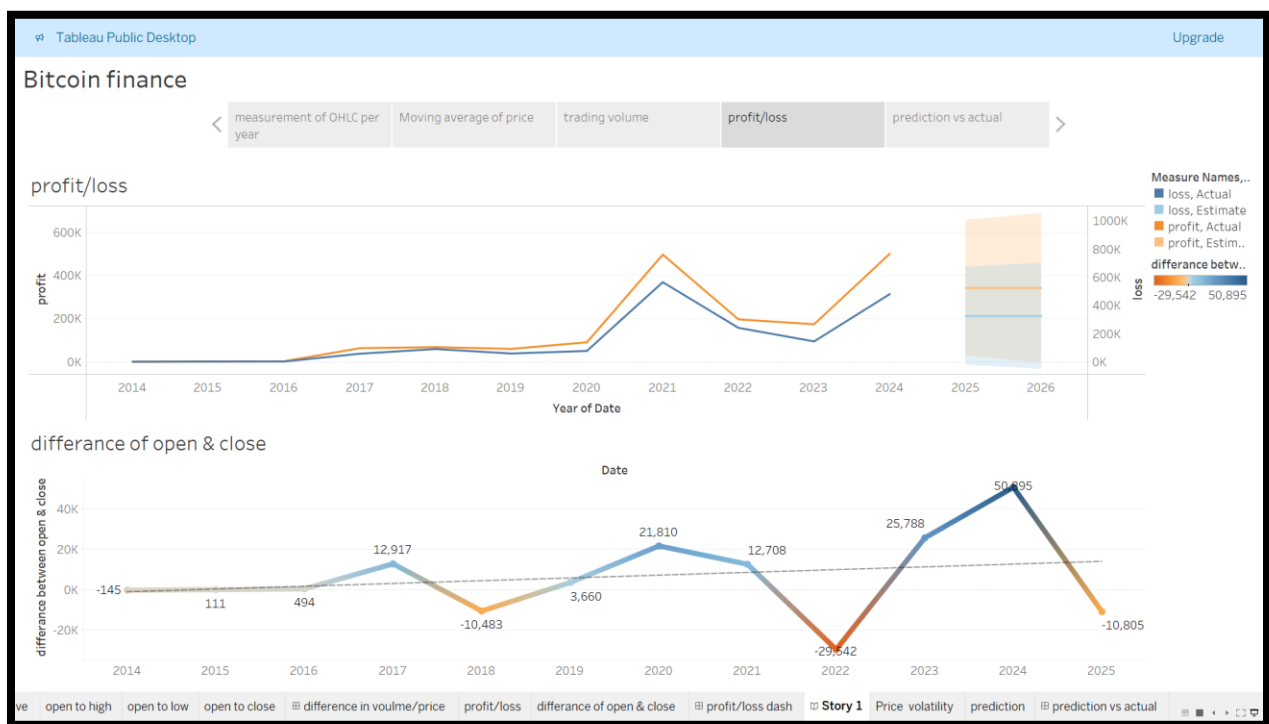 Tableau Public Desktop
Upgrade
Bitcoin finance
measurement of OHLC per
year
Moving average of price
trading volume
profit/loss
prediction vs actual
profit/loss
Measure Names,..
loss, Actual
loss, Estimate
profit, Actual
profit, Estim..
differance betw..
-29,542 50,895
profit
600K
400K
200K
0K
1000K
800K
600K
400K
200K
0K
loss
2014 2015 2016 2017 2018 2019 2020 2021 2022 2023 2024 2025 2026
Year of Date
differance of open & close
Date
differance between open & close
40K
20K
0K
-20K
-145
111
494
12,917
-10,483
3,660
21,810
12,708
-29,542
25,788
50,895
-10,805
2014 2015 2016 2017 2018 2019 2020 2021 2022 2023 2024 2025
ve open to high open to low open to close difference in voulme/price profit/loss differance of open & close profit/loss dash Story 1 Price volatility prediction prediction vs actual